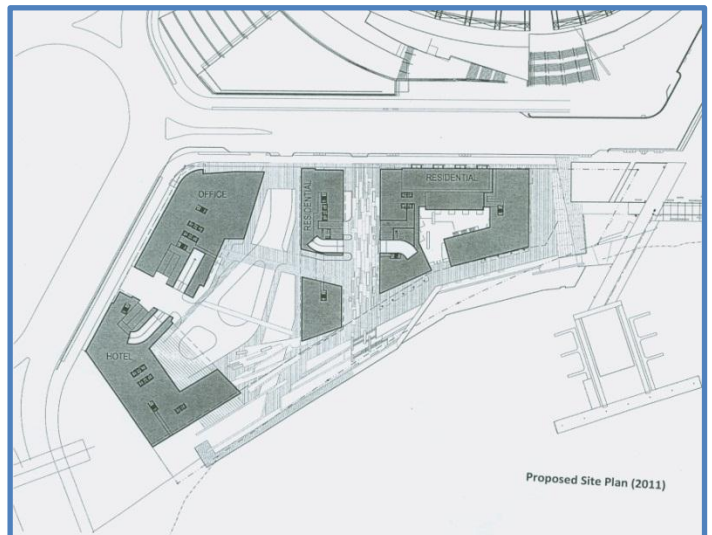 OFFICE
RESIDENTIAL
RESIDENTIAL
HOTEL
Proposed Site Plan (2011)